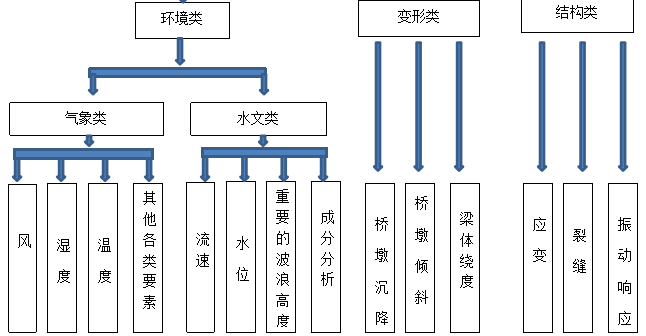 环境类
变形类
结构类
气象类
水文类
风
湿度
温度
其他各类要素
流速
水位
重要的波浪高度
成分分析
桥墩沉降
桥墩倾斜
梁体绕度
应变
裂缝
振动响应